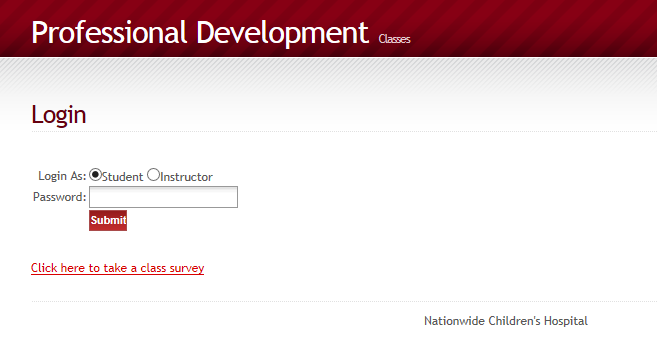 Professional Development Classes
Login
Login As: Student Instructor
Password:
Submit
Click here to take a class survey
Nationwide Children's Hospital